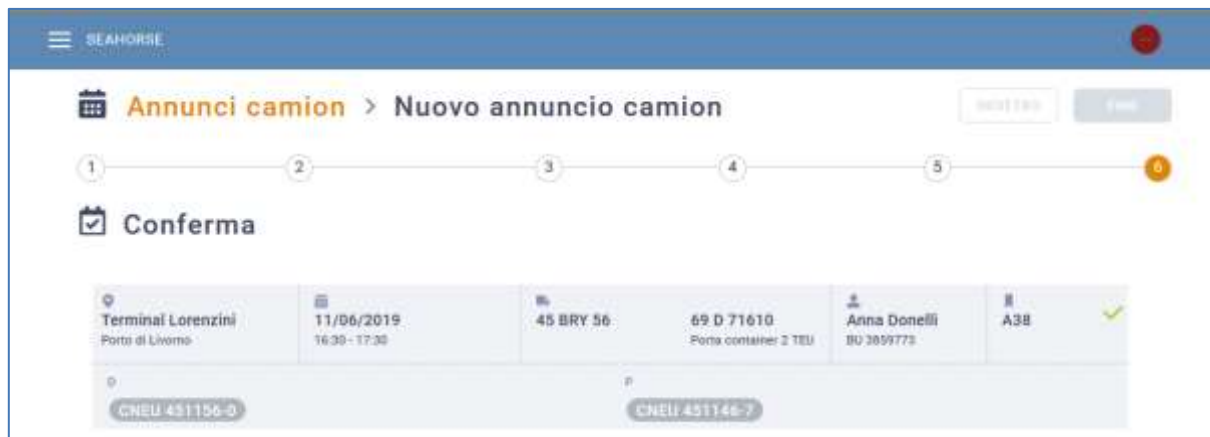 SEAHORSE
Annunci camion > Nuovo annuncio camion
1 2 3 4 5 6
Conferma
Terminal Lorenzini 11/06/2019 45 BRY 56 69 D 71610 Anna Donelli A38
Porto di Livorno 16:30 - 17:30 Porta container 2 TEU BU 3859773
D P
CNEU 451156-0 CNEU 451146-7